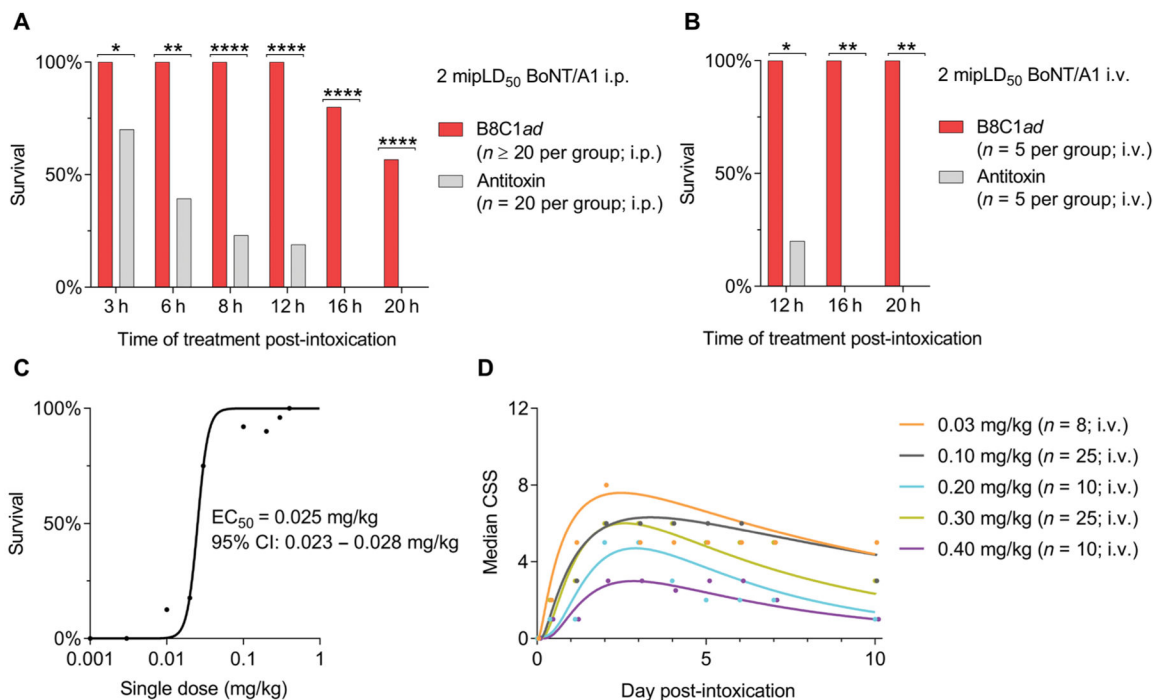 A
* ** **** **** **** ****
100%
50%
0%
Survival
3 h 6 h 8 h 12 h 16 h 20 h
Time of treatment post-intoxication
2 mipLD50 BoNT/A1 i.p.
B8C1ad
(n ≥ 20 per group; i.p.)
Antitoxin
(n = 20 per group; i.p.)
B
* ** **
100%
50%
0%
Survival
12 h 16 h 20 h
Time of treatment post-intoxication
2 mipLD50 BoNT/A1 i.v.
B8C1ad
(n = 5 per group; i.v.)
Antitoxin
(n = 5 per group; i.v.)
C
100%
50%
0%
Survival
EC50 = 0.025 mg/kg
95% CI: 0.023 – 0.028 mg/kg
0.001 0.01 0.1 1
Single dose (mg/kg)
D
12
8
4
0
Median CSS
0 5 10
Day post-intoxication
0.03 mg/kg (n = 8; i.v.)
0.10 mg/kg (n = 25; i.v.)
0.20 mg/kg (n = 10; i.v.)
0.30 mg/kg (n = 25; i.v.)
0.40 mg/kg (n = 10; i.v.)